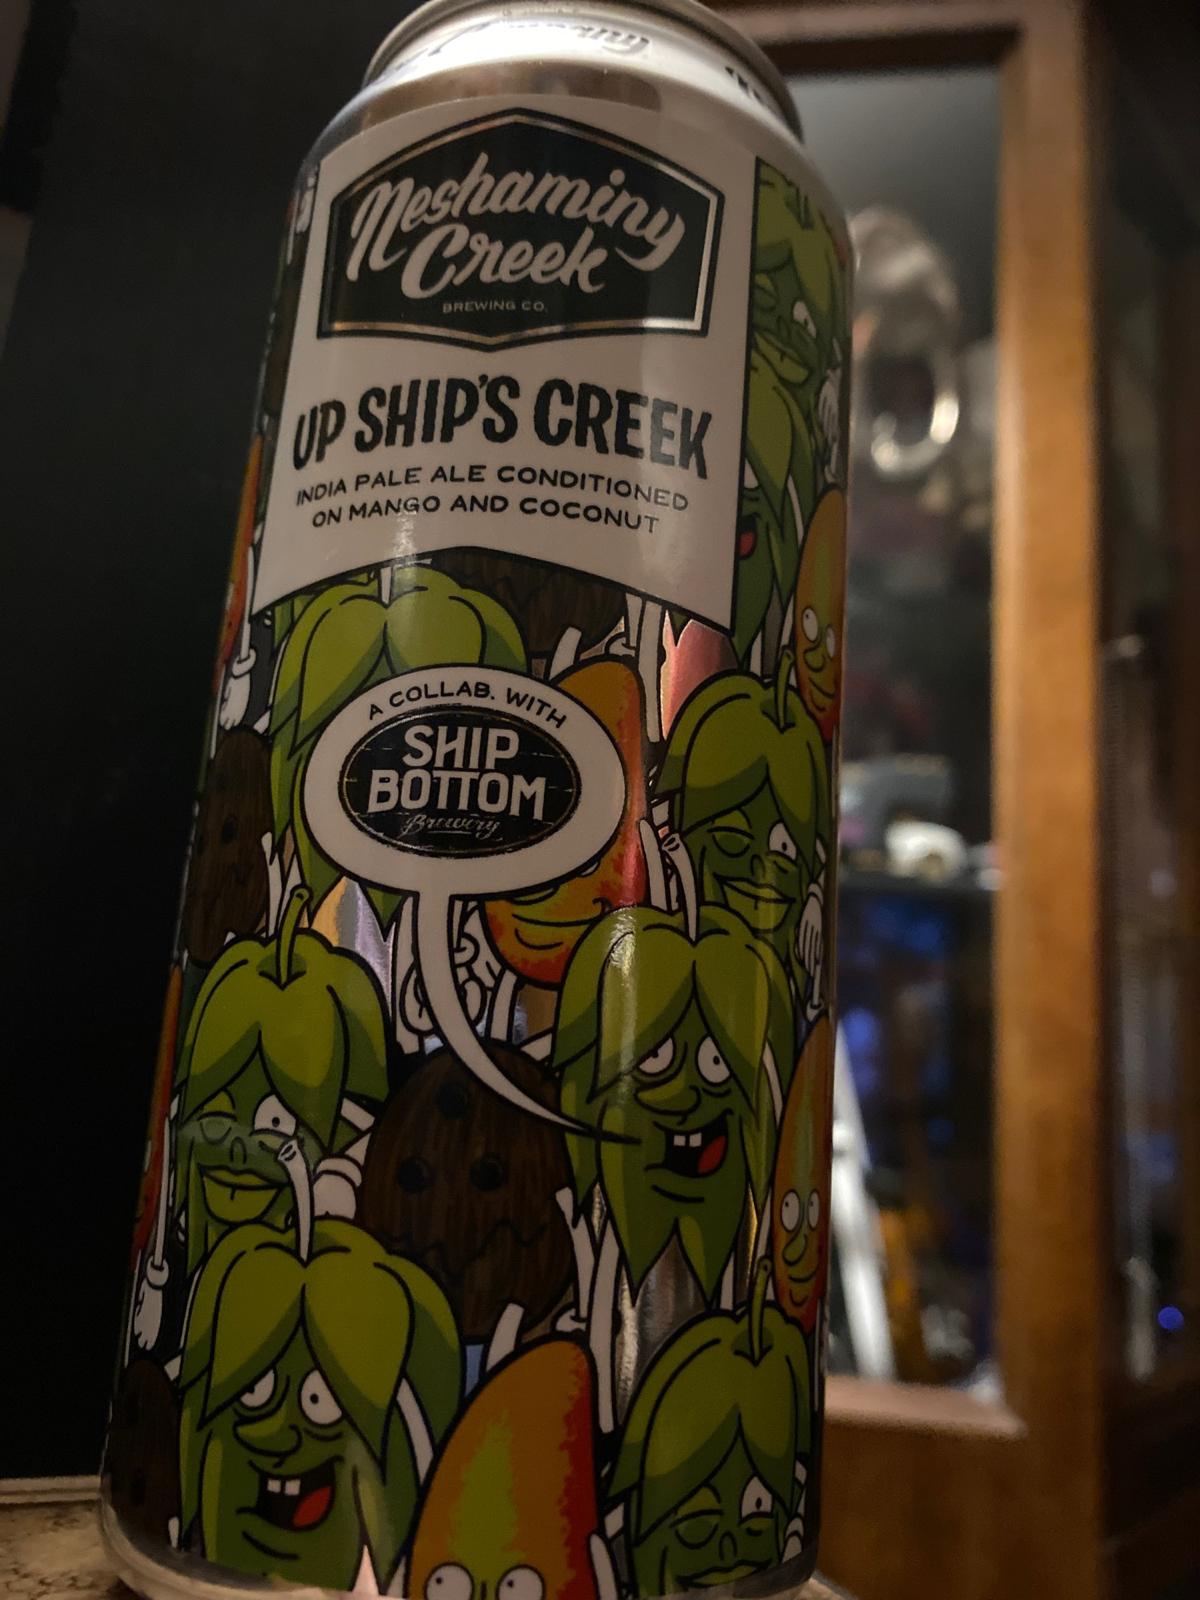 Neshaminy
Creek
BREWING CO.
UP SHIP'S CREEK
INDIA PALE ALE CONDITIONED
ON MANGO AND COCONUT
A COLLAB. WITH
SHIP
BOTTOM
Brewery